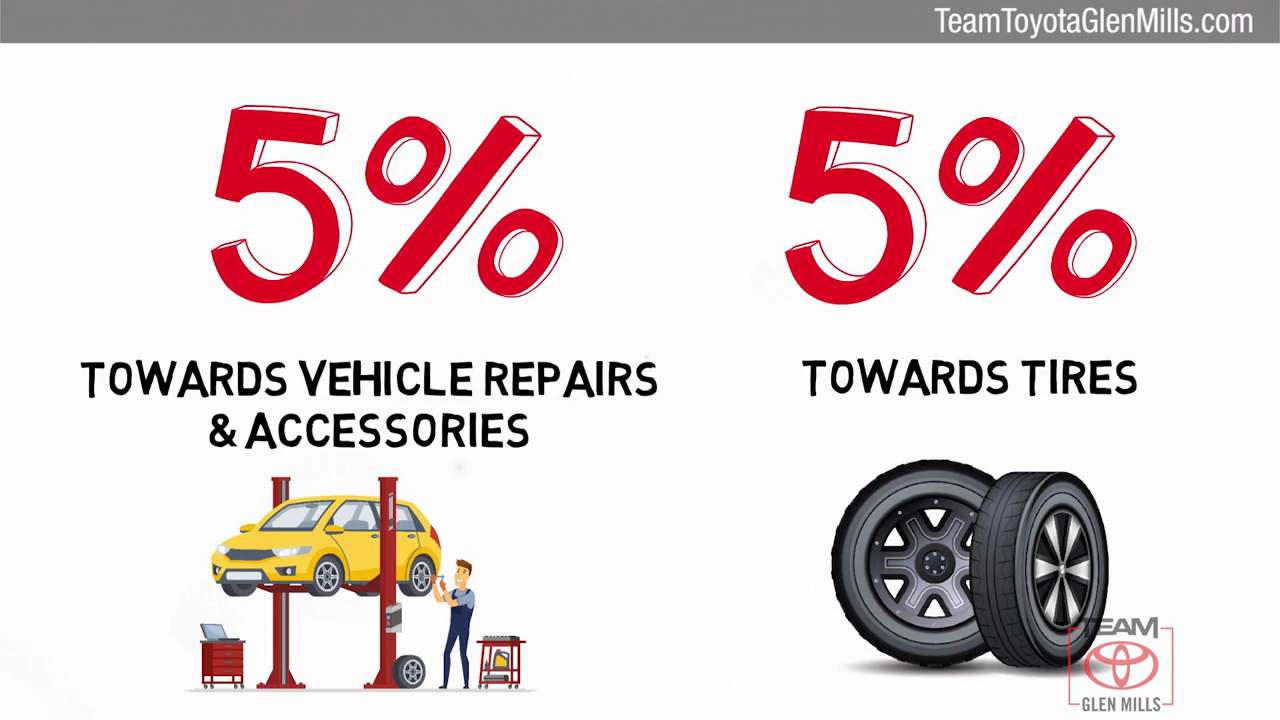 TeamToyotaGlenMills.com
5% 5%
TOWARDS VEHICLE REPAIRS
& ACCESSORIES
TOWARDS TIRES
TEAM
GLEN MILLS